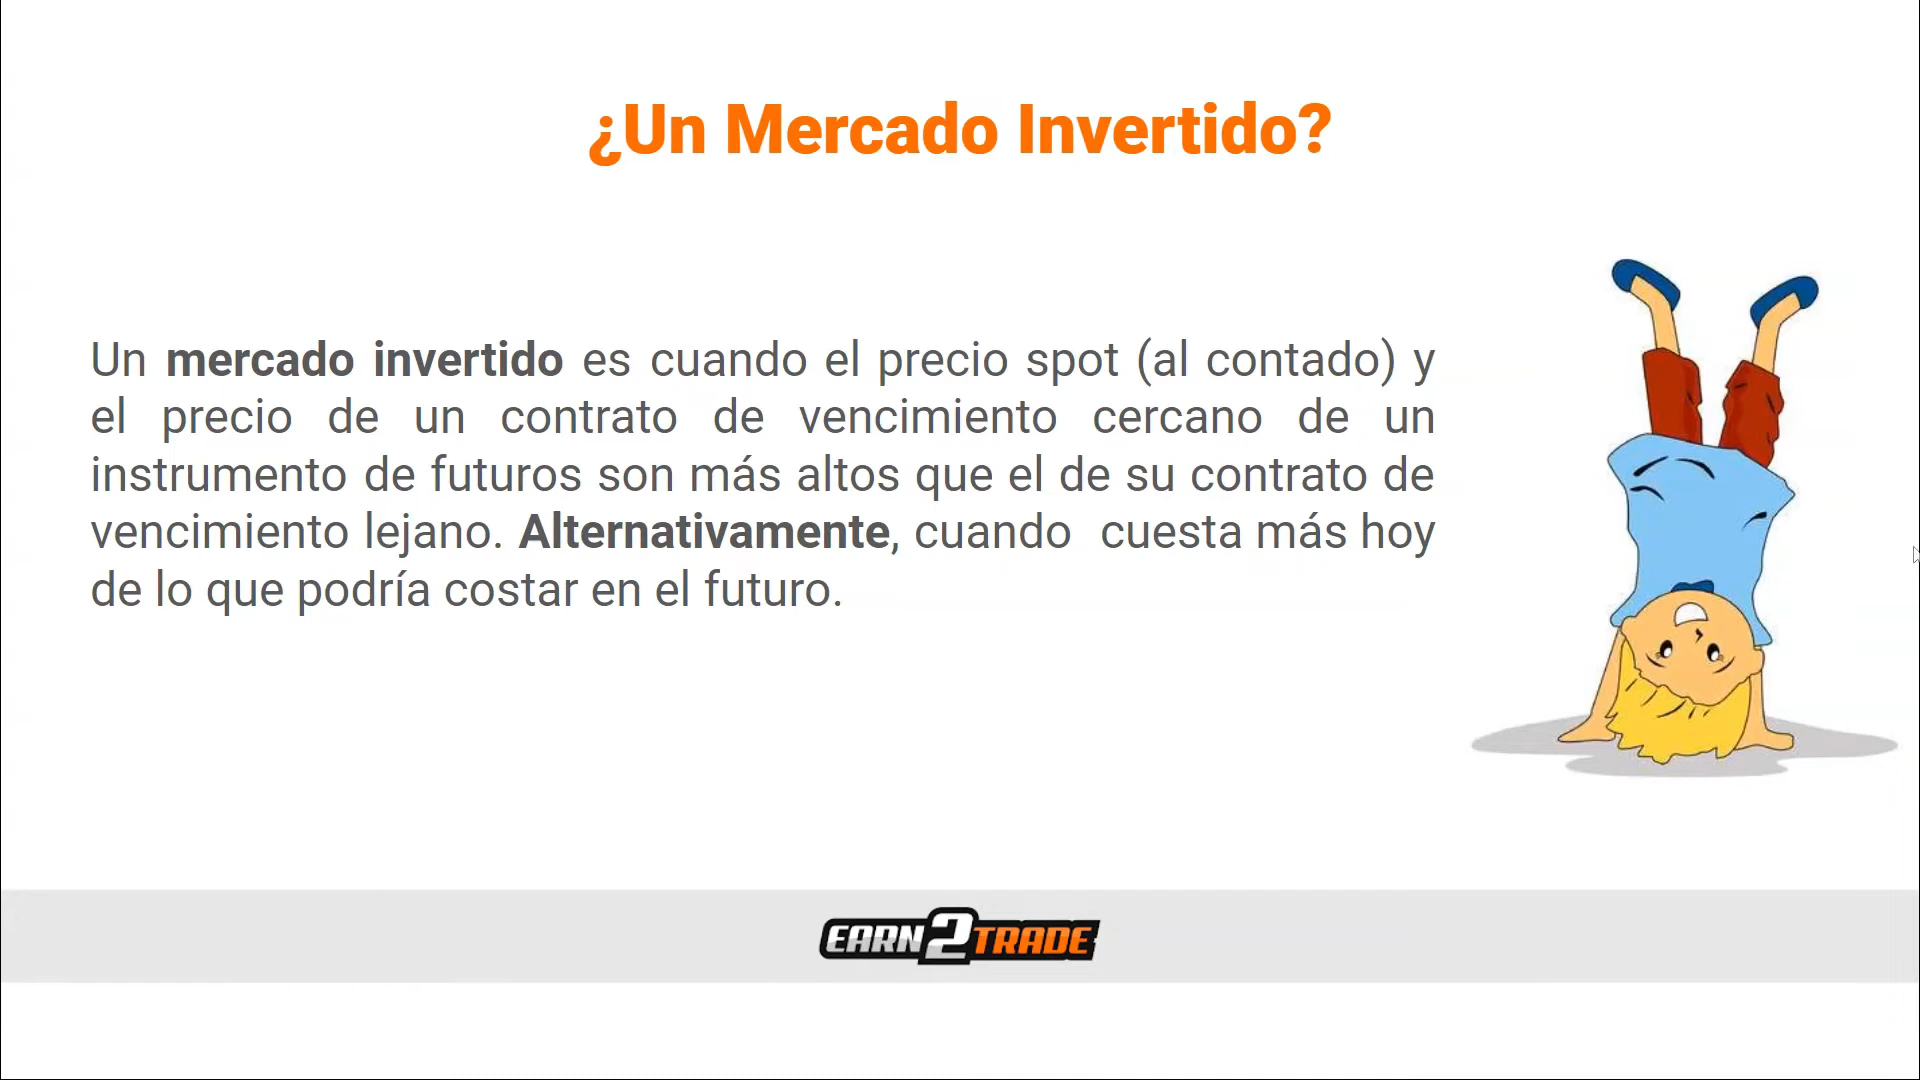 ¿Un Mercado Invertido?
Un mercado invertido es cuando el precio spot (al contado) y
el precio de un contrato de vencimiento cercano de un
instrumento de futuros son más altos que el de su contrato de
vencimiento lejano. Alternativamente, cuando  cuesta más hoy
de lo que podría costar en el futuro.
EARN2TRADE